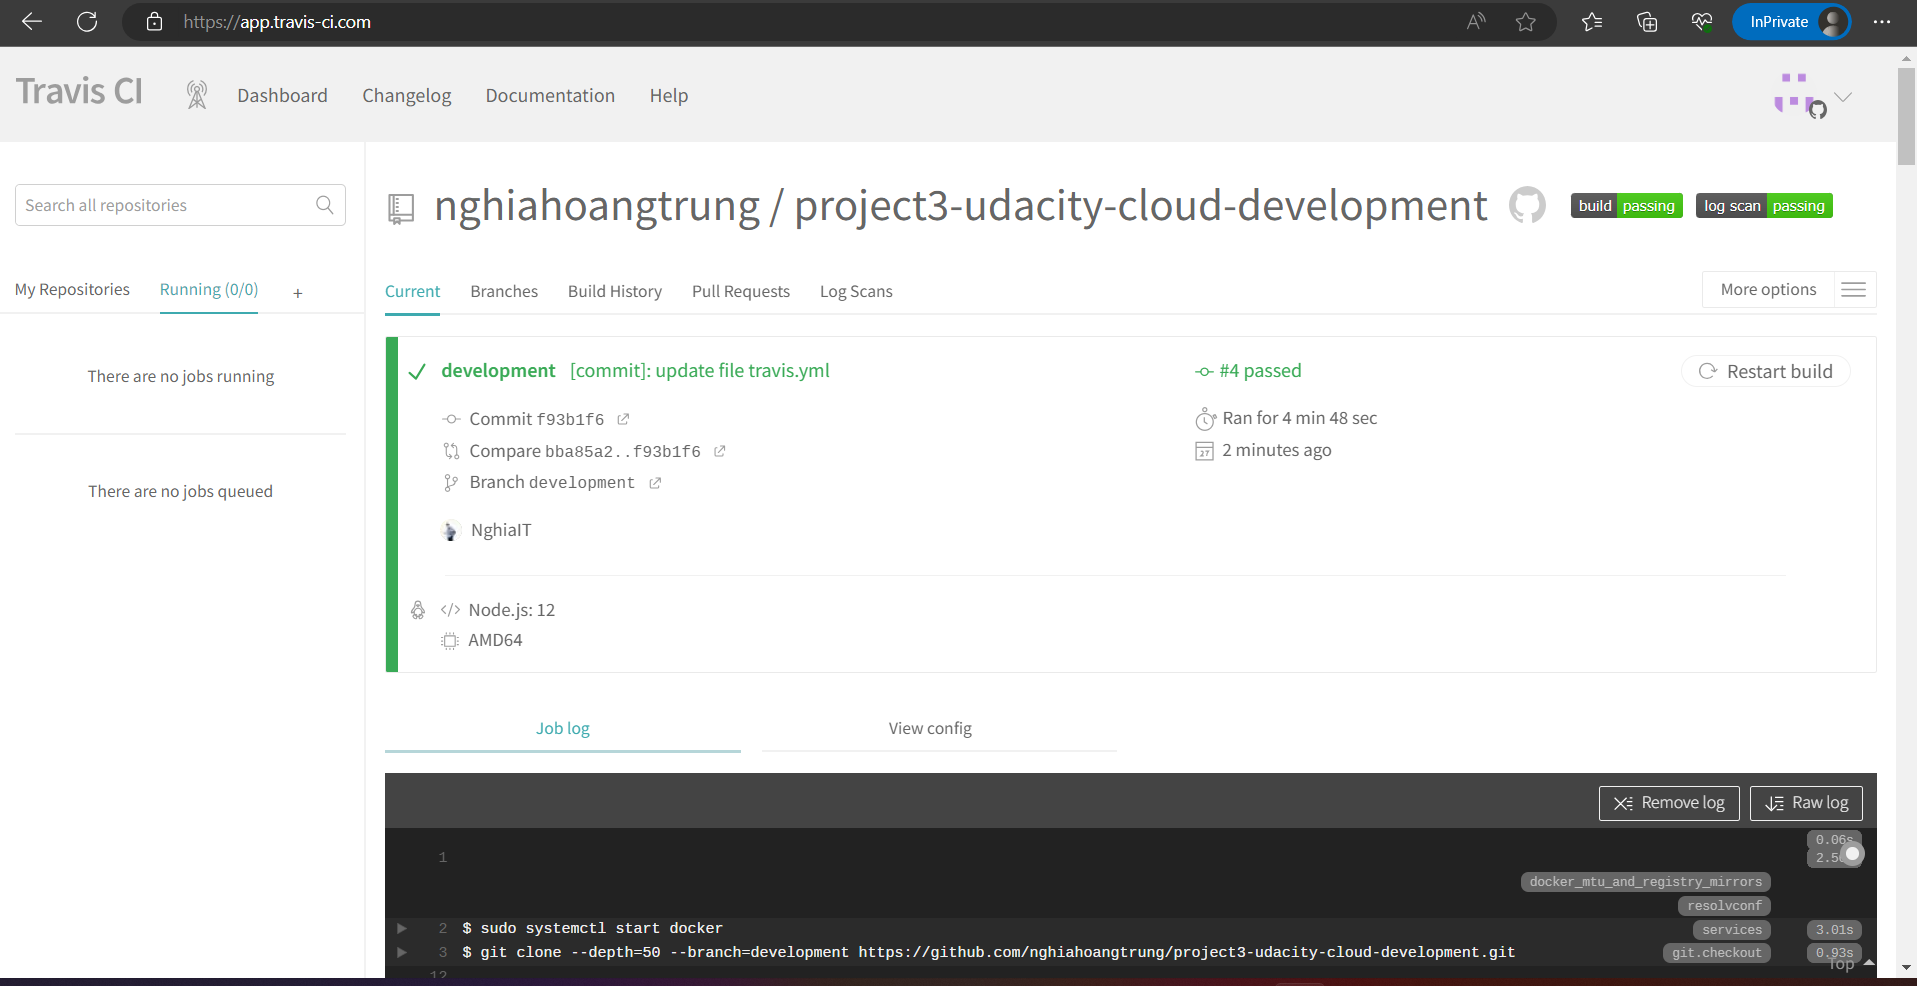 https://app.travis-ci.com
InPrivate
Travis CI
Dashboard
Changelog
Documentation
Help
Search all repositories
nghiahoangtrung / project3-udacity-cloud-development
build passing
log scan passing
My Repositories
Running (0/0)
+
Current
Branches
Build History
Pull Requests
Log Scans
More options
There are no jobs running
There are no jobs queued
development [commit]: update file travis.yml
#4 passed
Restart build
Commit f93b1f6
Ran for 4 min 48 sec
Compare bba85a2..f93b1f6
27
2 minutes ago
Branch development
NghiaIT
</> Node.js: 12
AMD64
Job log
View config
Remove log
Raw log
0.06s
1
docker_mtu_and_registry_mirrors
resolvconf
2 $ sudo systemctl start docker
services
3.01s
3 $ git clone --depth=50 --branch=development https://github.com/nghiahoangtrung/project3-udacity-cloud-development.git
git.checkout
0.93s
Top
12